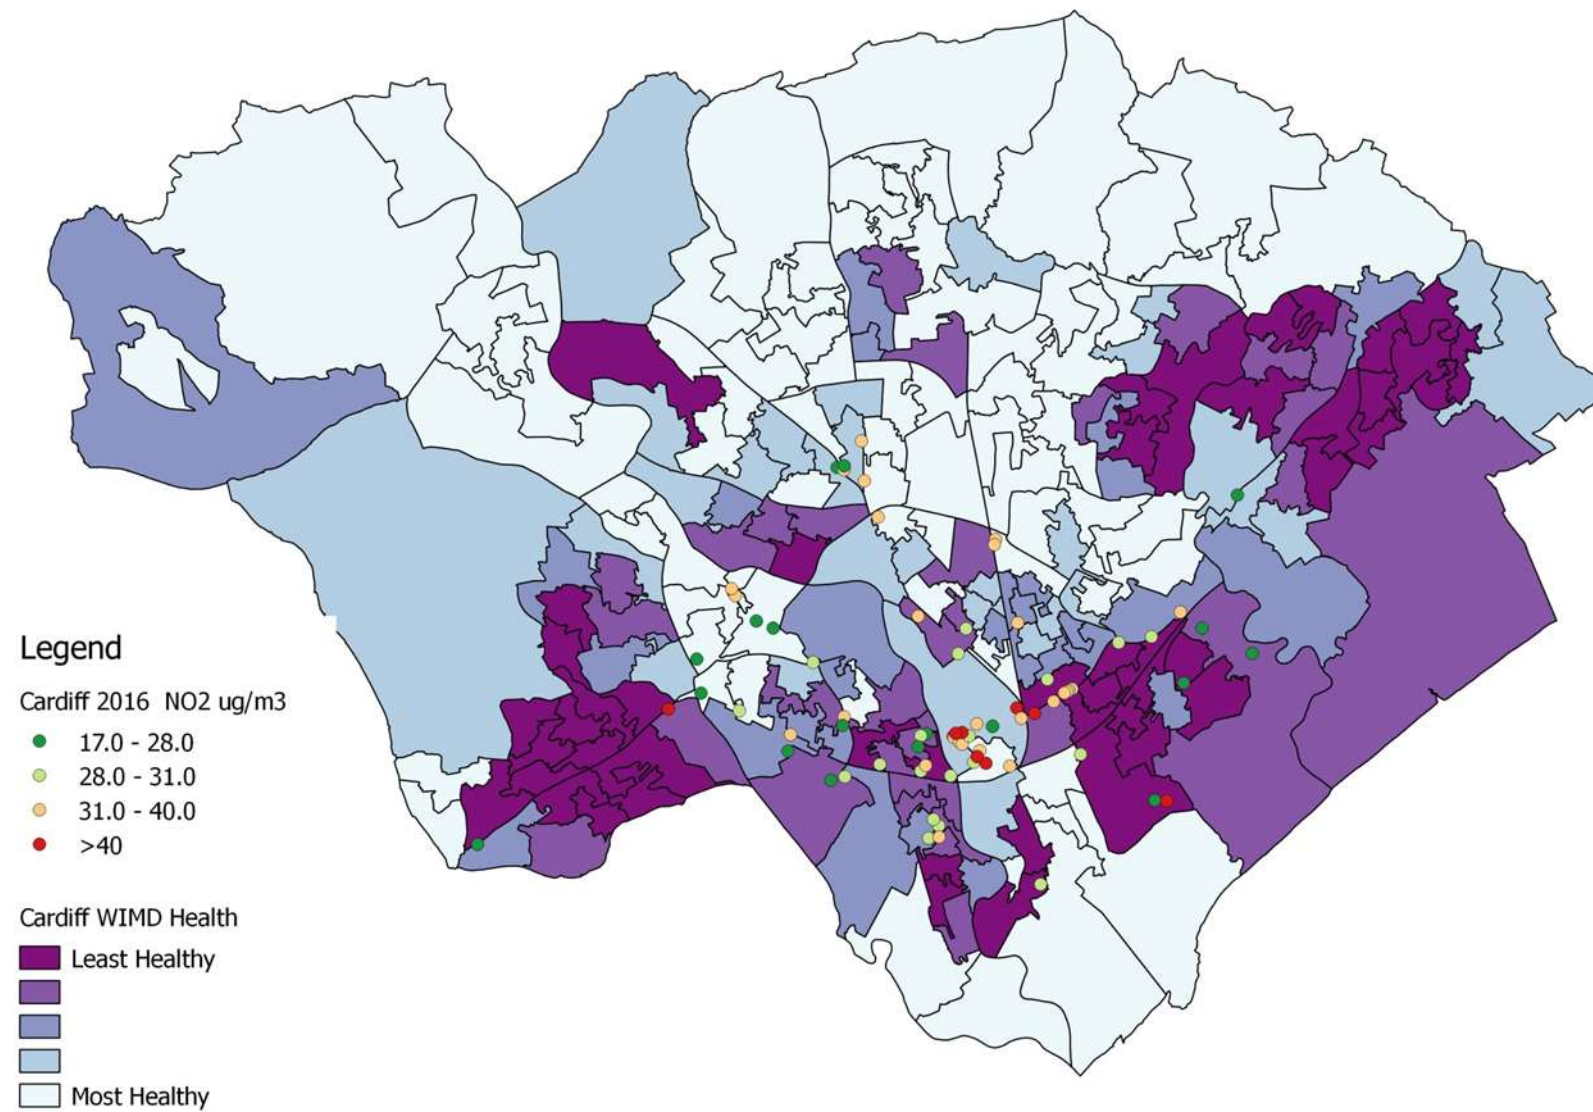 Legend
Cardiff 2016 NO2 ug/m3
17.0 - 28.0
28.0 - 31.0
31.0 - 40.0
>40
Cardiff WIMD Health
Least Healthy
Most Healthy